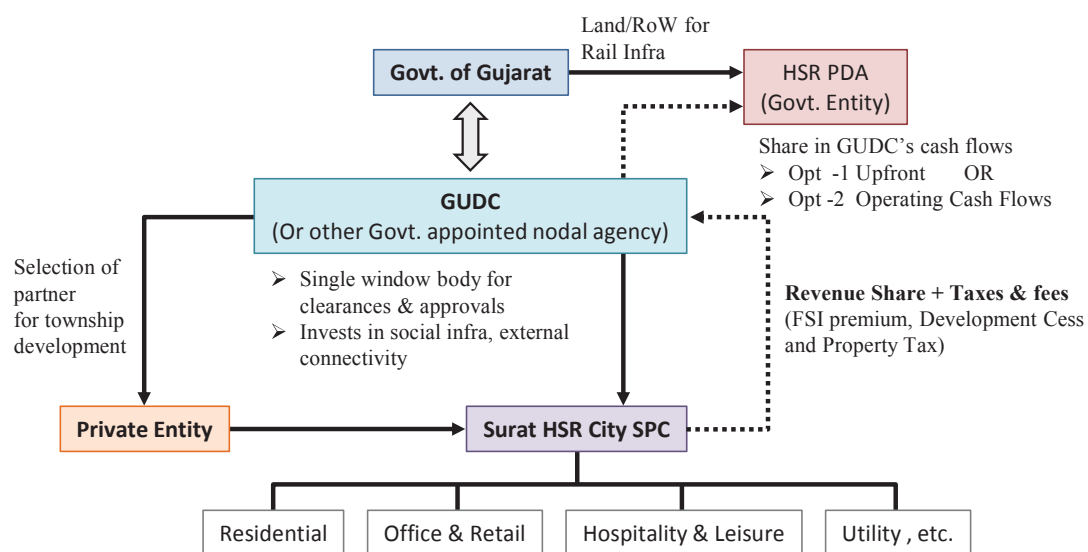 Land/RoW for
Rail Infra
Govt. of Gujarat
HSR PDA
(Govt. Entity)
Share in GUDC's cash flows
➢ Opt -1 Upfront OR
➢ Opt -2 Operating Cash Flows
GUDC
(Or other Govt. appointed nodal agency)
Selection of
partner
for township
development
➢ Single window body for
clearances & approvals
➢ Invests in social infra, external
connectivity
Revenue Share + Taxes & fees
(FSI premium, Development Cess
and Property Tax)
Private Entity
Surat HSR City SPC
Residential
Office & Retail
Hospitality & Leisure
Utility , etc.